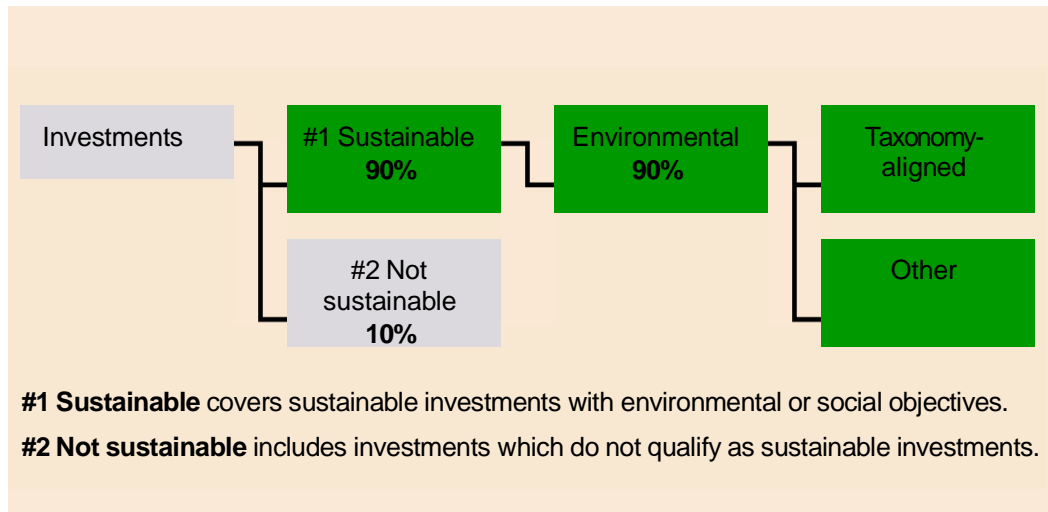 Investments
#1 Sustainable
90%
Environmental
90%
Taxonomy-
aligned
#2 Not
sustainable
10%
Other
#1 Sustainable covers sustainable investments with environmental or social objectives.
#2 Not sustainable includes investments which do not qualify as sustainable investments.